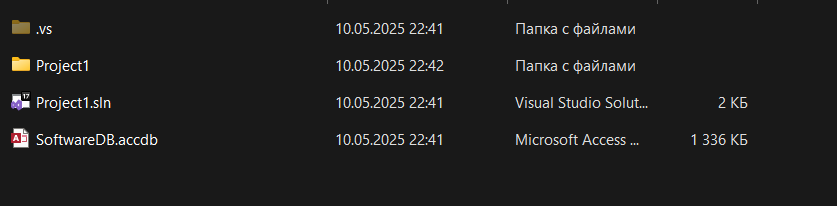 .vs 10.05.2025 22:41 Папка с файлами
Project1 10.05.2025 22:42 Папка с файлами
17 Project1.sln 10.05.2025 22:41 Visual Studio Solut... 2 КБ
SoftwareDB.accdb 10.05.2025 22:41 Microsoft Access ... 1 336 КБ